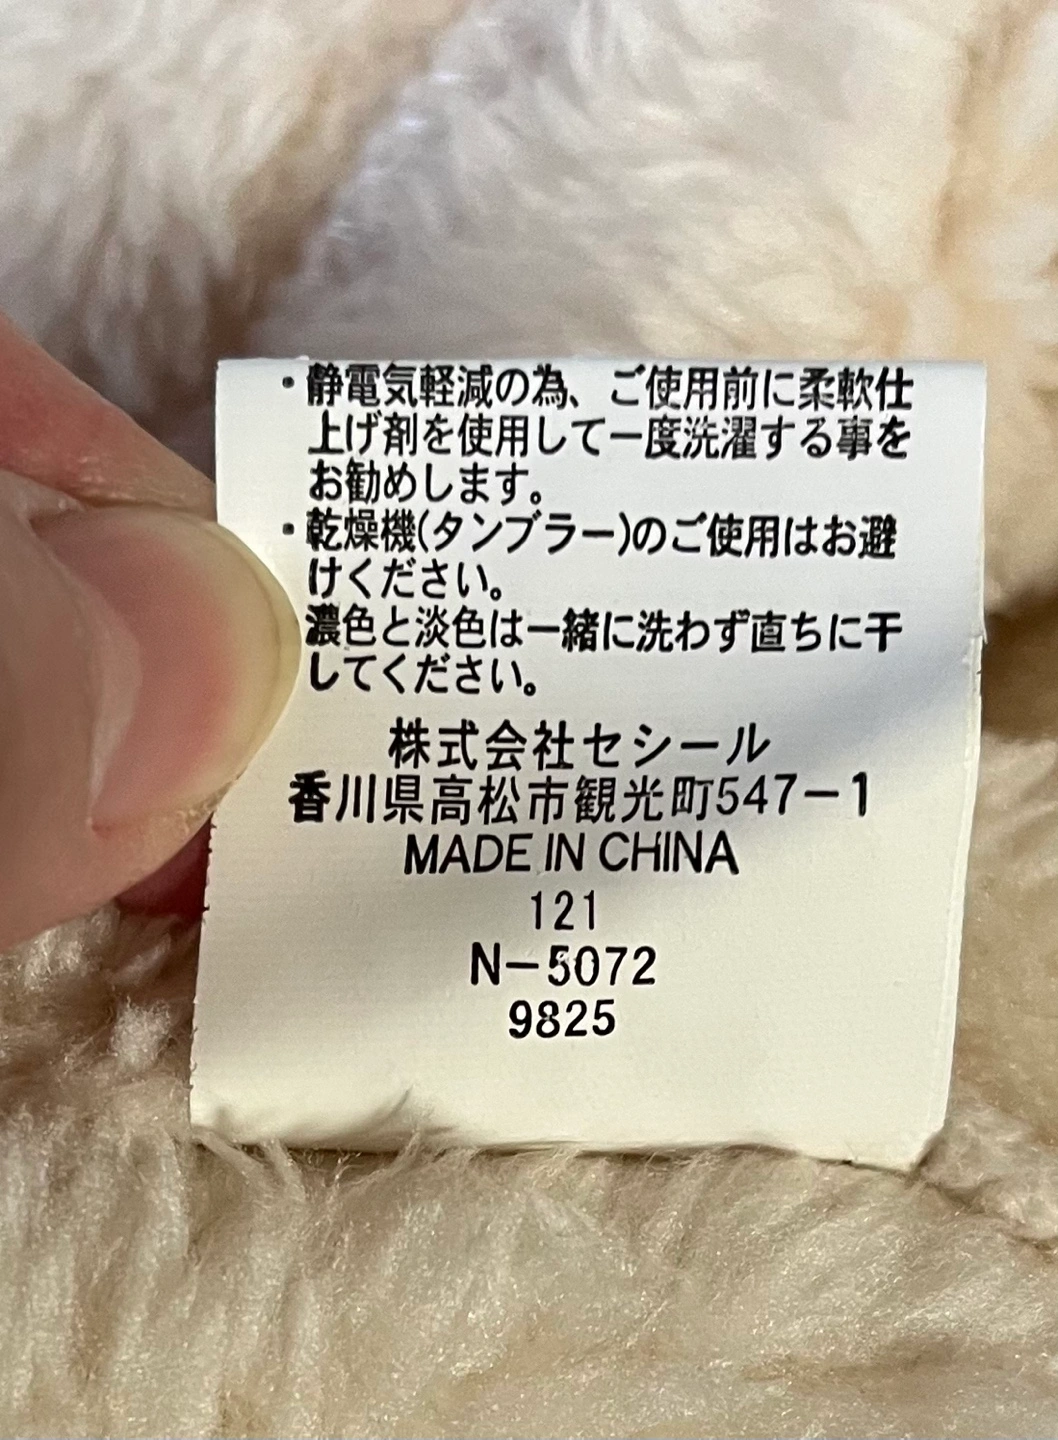 ・静電気軽減の為、ご使用前に柔軟仕
上げ剤を使用して一度洗濯する事を
お勧めします。
・乾燥機(タンブラー)のご使用はお避
けください。
濃色と淡色は一緒に洗わず直ちに干
してください。
株式会社セシール
香川県高松市観光町547-1
MADE IN CHINA
121
N-5072
9825